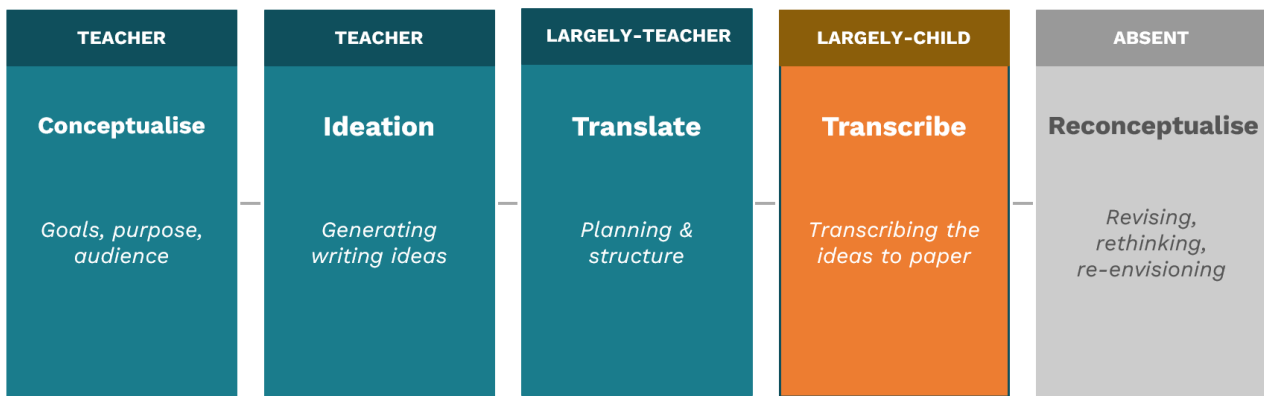 TEACHER
Conceptualise
Goals, purpose,
audience
TEACHER
Ideation
Generating
writing ideas
LARGELY-TEACHER
Translate
Planning &
structure
LARGELY-CHILD
Transcribe
Transcribing the
ideas to paper
ABSENT
Reconceptualise
Revising,
rethinking,
re-envisioning